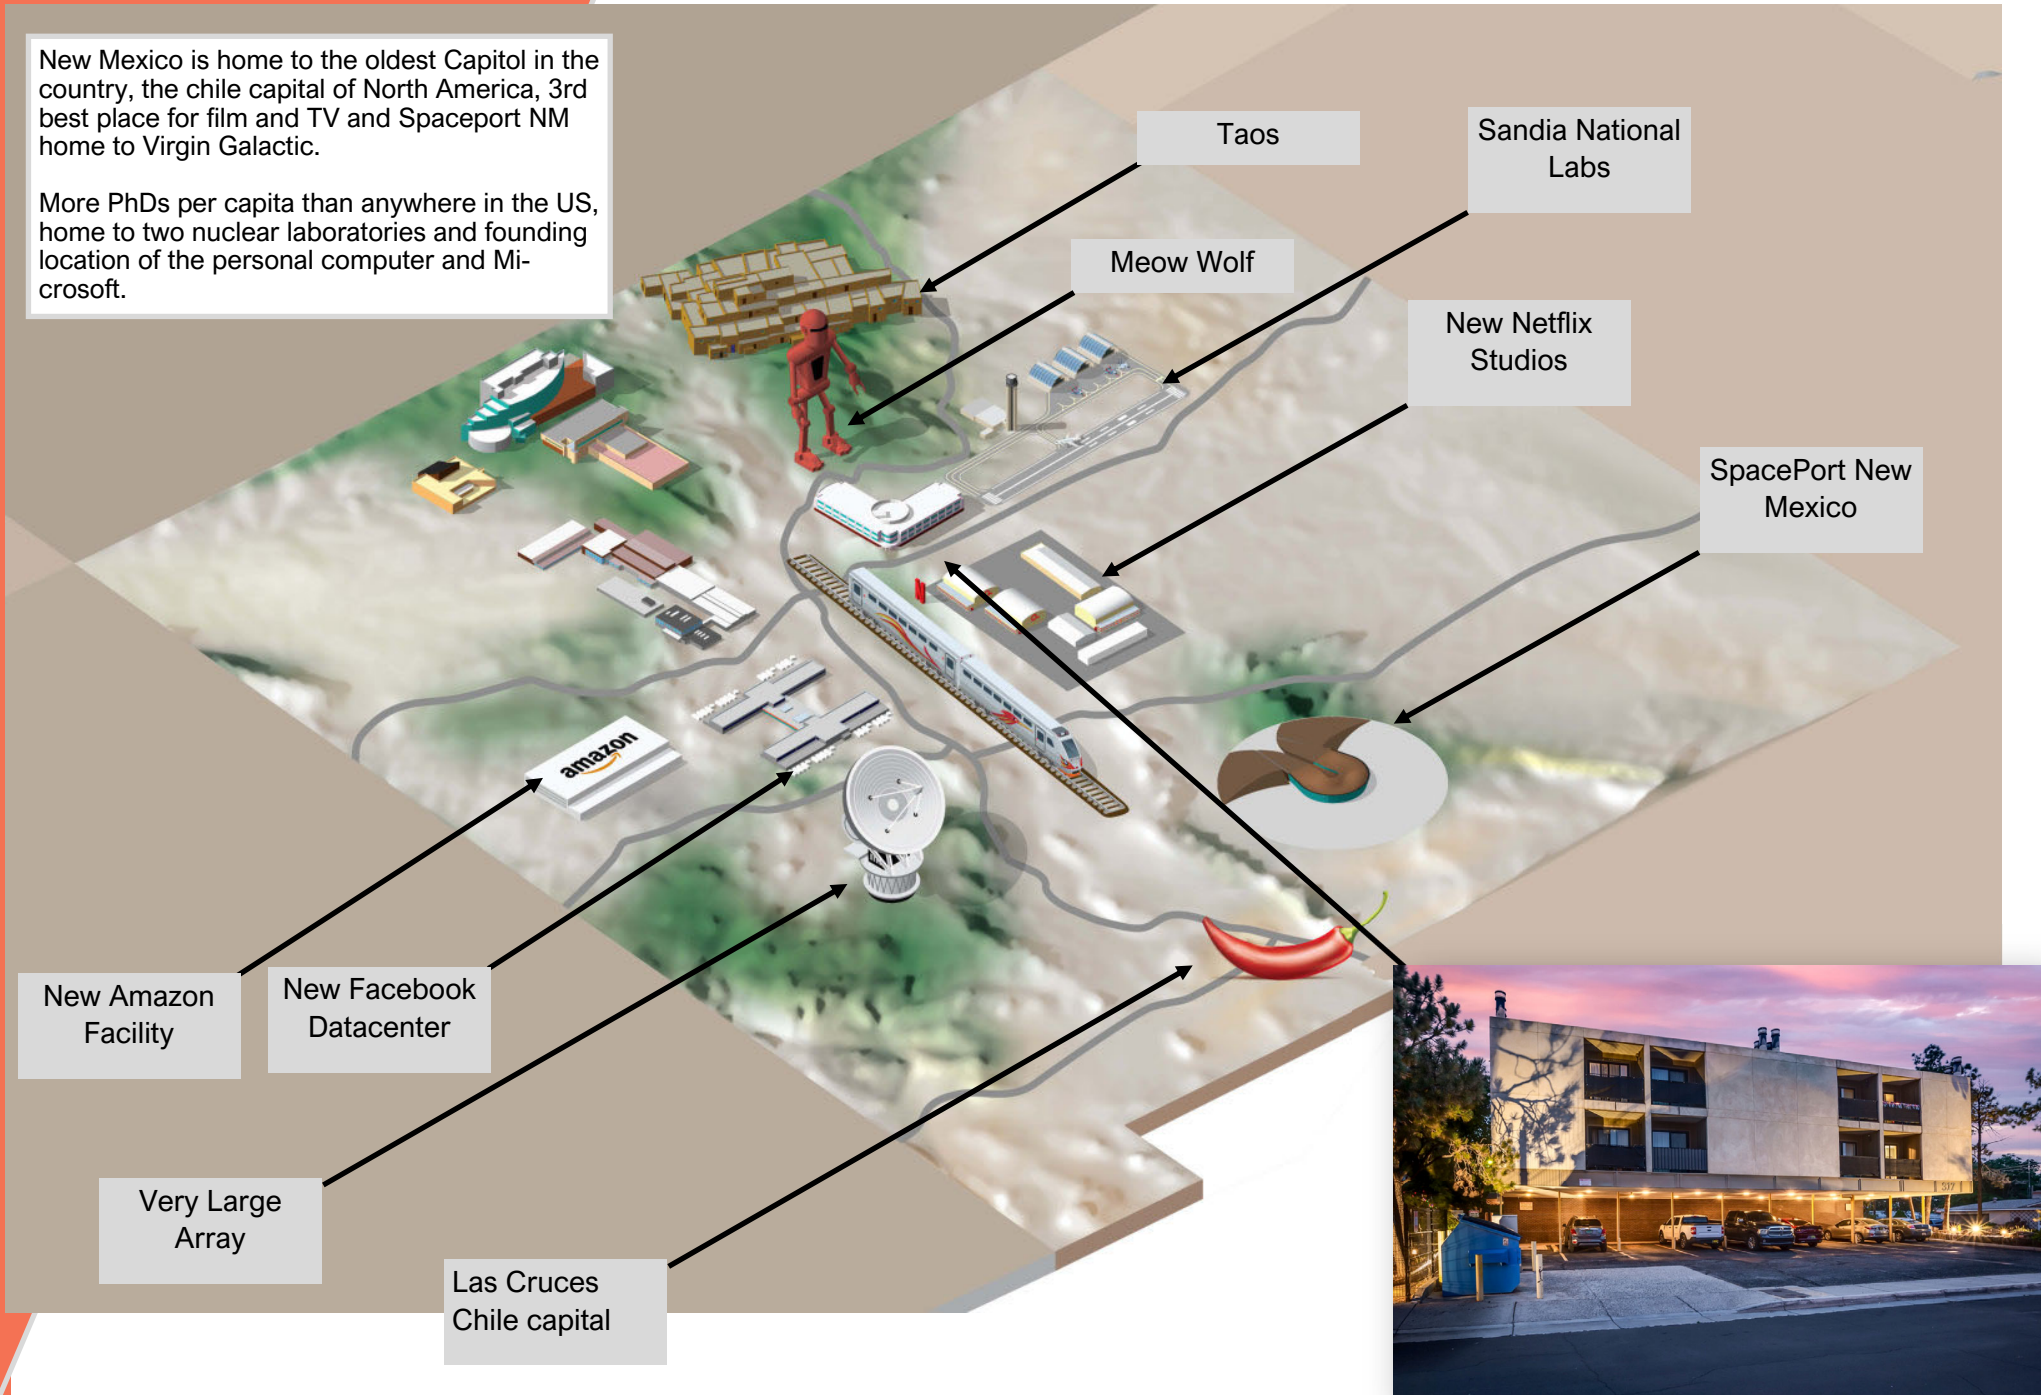 New Mexico is home to the oldest Capitol in the
country, the chile capital of North America, 3rd
best place for film and TV and Spaceport NM
home to Virgin Galactic.
More PhDs per capita than anywhere in the US,
home to two nuclear laboratories and founding
location of the personal computer and Mi-
crosoft.
Taos
Sandia National
Labs
Meow Wolf
New Netflix
Studios
SpacePort New
Mexico
N
amazon
New Amazon
Facility
New Facebook
Datacenter
Very Large
Array
Las Cruces
Chile capital
517